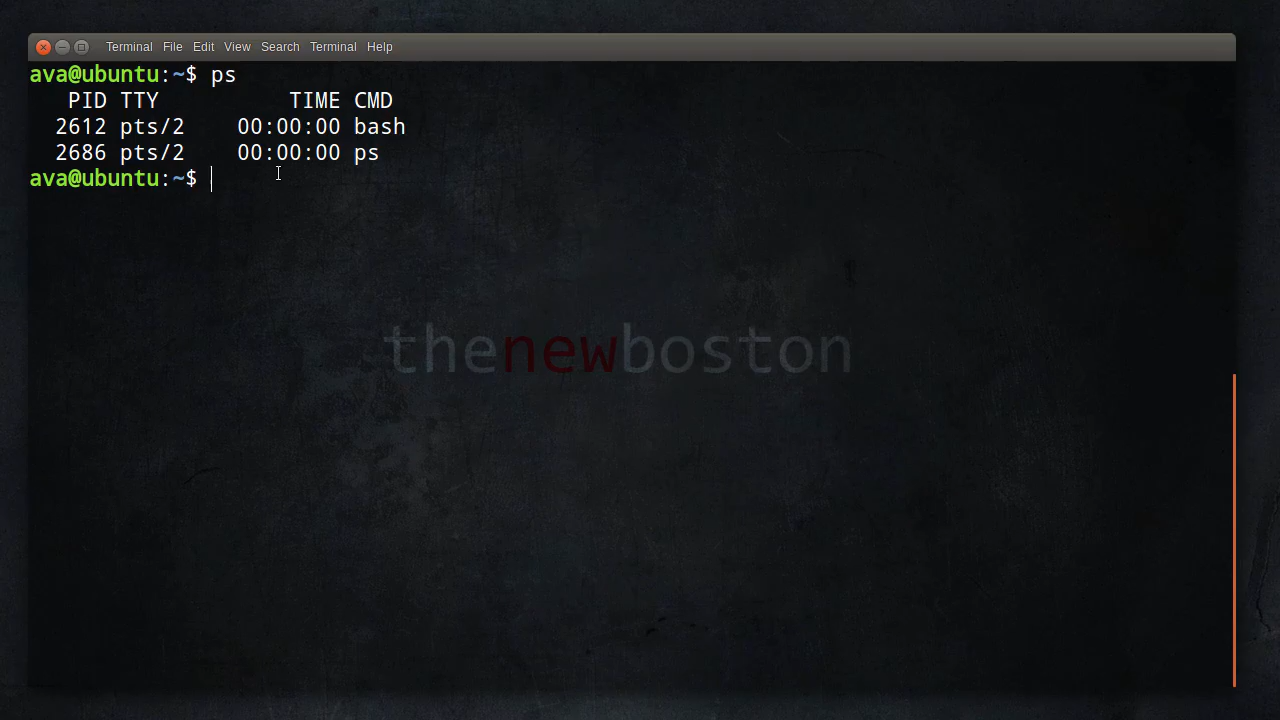 Terminal File Edit View Search Terminal Help
ava@ubuntu:~$ ps
PID TTY TIME CMD
2612 pts/2 00:00:00 bash
2686 pts/2 00:00:00 ps
ava@ubuntu:~$
thenewboston